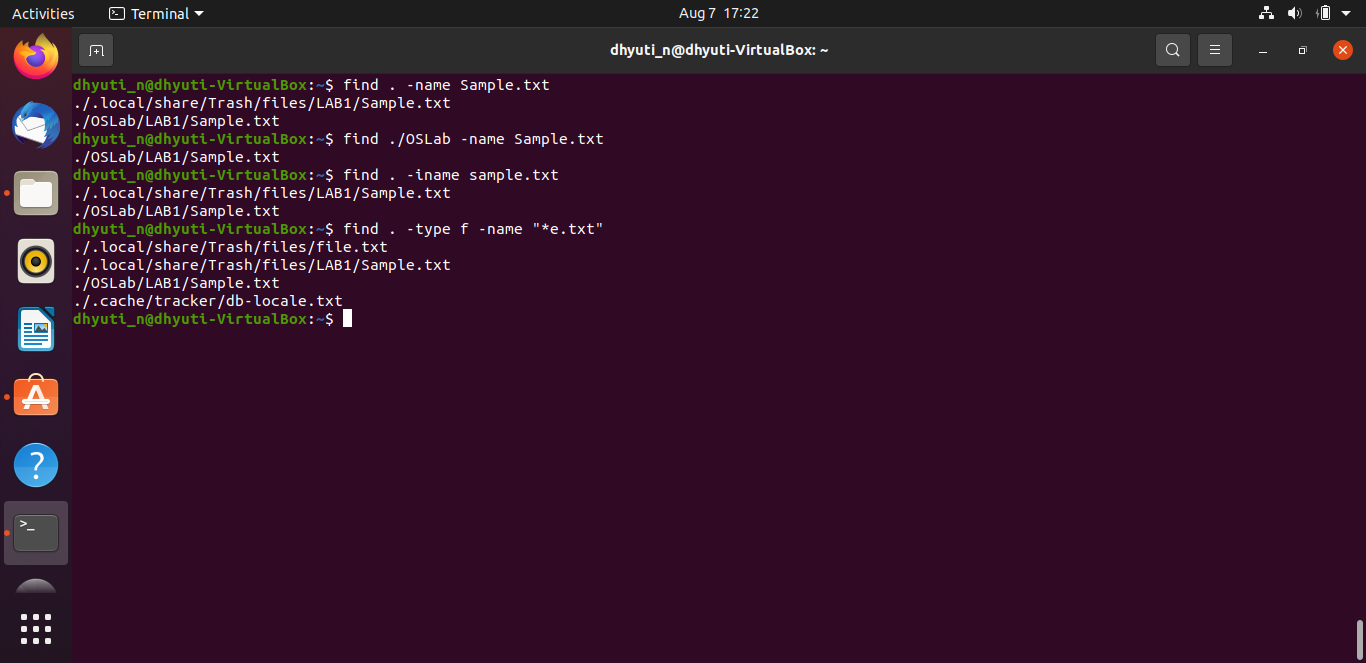 Activities
Terminal
Aug 7 17:22
dhyuti_n@dhyuti-VirtualBox: ~
dhyuti_n@dhyuti-VirtualBox:~$ find . -name Sample.txt
./.local/share/Trash/files/LAB1/Sample.txt
./OSLab/LAB1/Sample.txt
dhyuti_n@dhyuti-VirtualBox:~$ find ./OSLab -name Sample.txt
./OSLab/LAB1/Sample.txt
dhyuti_n@dhyuti-VirtualBox:~$ find . -iname sample.txt
./.local/share/Trash/files/LAB1/Sample.txt
./OSLab/LAB1/Sample.txt
dhyuti_n@dhyuti-VirtualBox:~$ find . -type f -name "*e.txt"
./.local/share/Trash/files/file.txt
./.local/share/Trash/files/LAB1/Sample.txt
./OSLab/LAB1/Sample.txt
./.cache/tracker/db-locale.txt
dhyuti_n@dhyuti-VirtualBox:~$